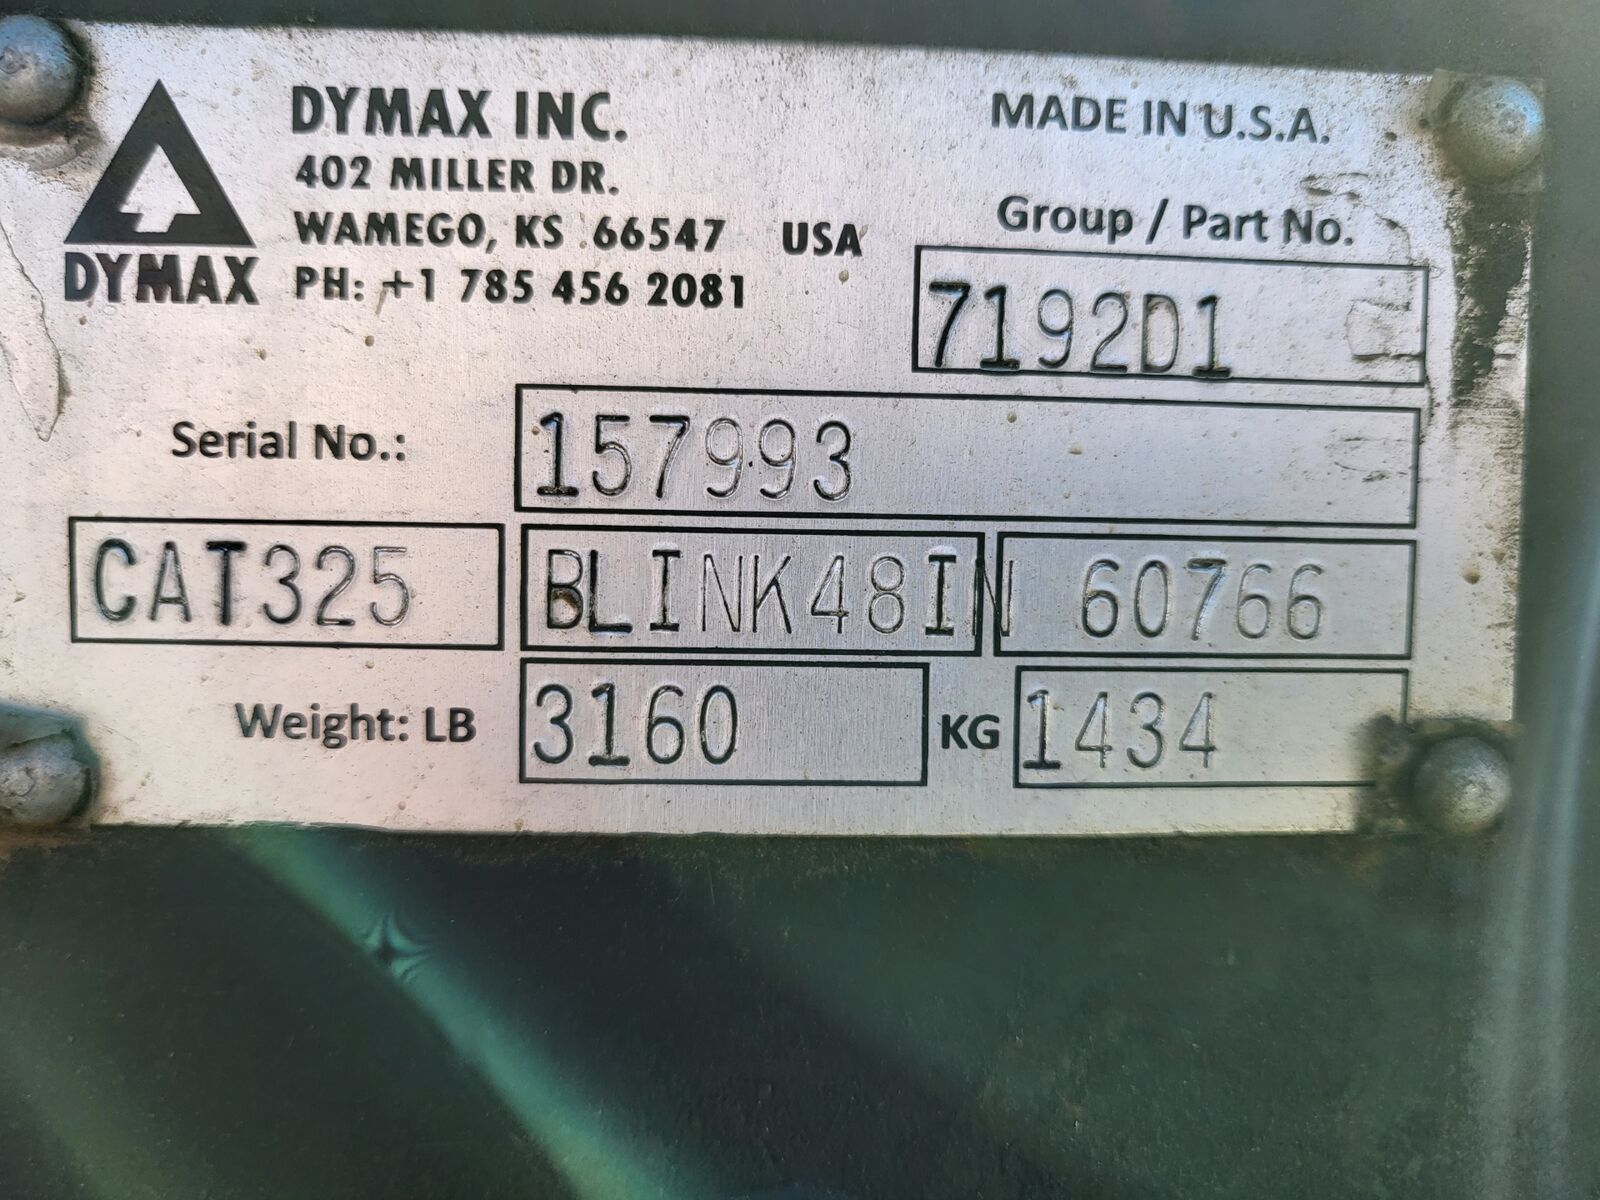 DYMAX
DYMAX INC.
402 MILLER DR.
WAMEGO, KS 66547 USA
PH: +1 785 456 2081
MADE IN U.S.A.
Group / Part No.
7192D1
Serial No.: 157993
CAT325 BLINK48IN 60766
Weight: LB 3160 KG 1434